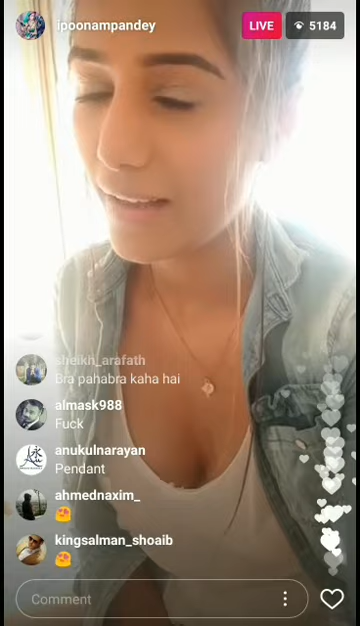 ipoonampandey
LIVE
5184
sheikh_arafath
Bra pahabra kaha hai
almask988
Fuck
anukulnarayan
Pendant
ahmednaxim_
😍
kingsalman_shoaib
😍
Comment